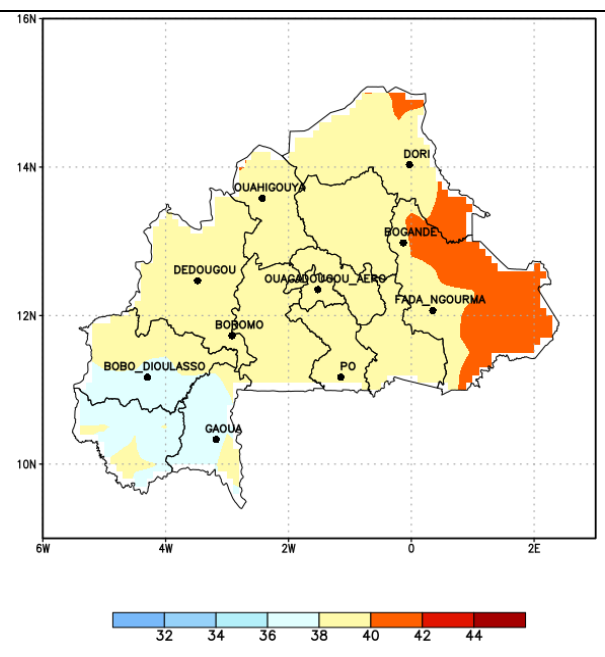 16N
14N
DORI
OUAHIGOUYA
BOGANDE
DEDOUGOU
OUAGADOUGOU_AERO
FADA_NGOURMA
12N
BOROMO
BOBO_DIOULASSO
PO
GAOUA
10N
6W 4W 2W 0 2E
32 34 36 38 40 42 44